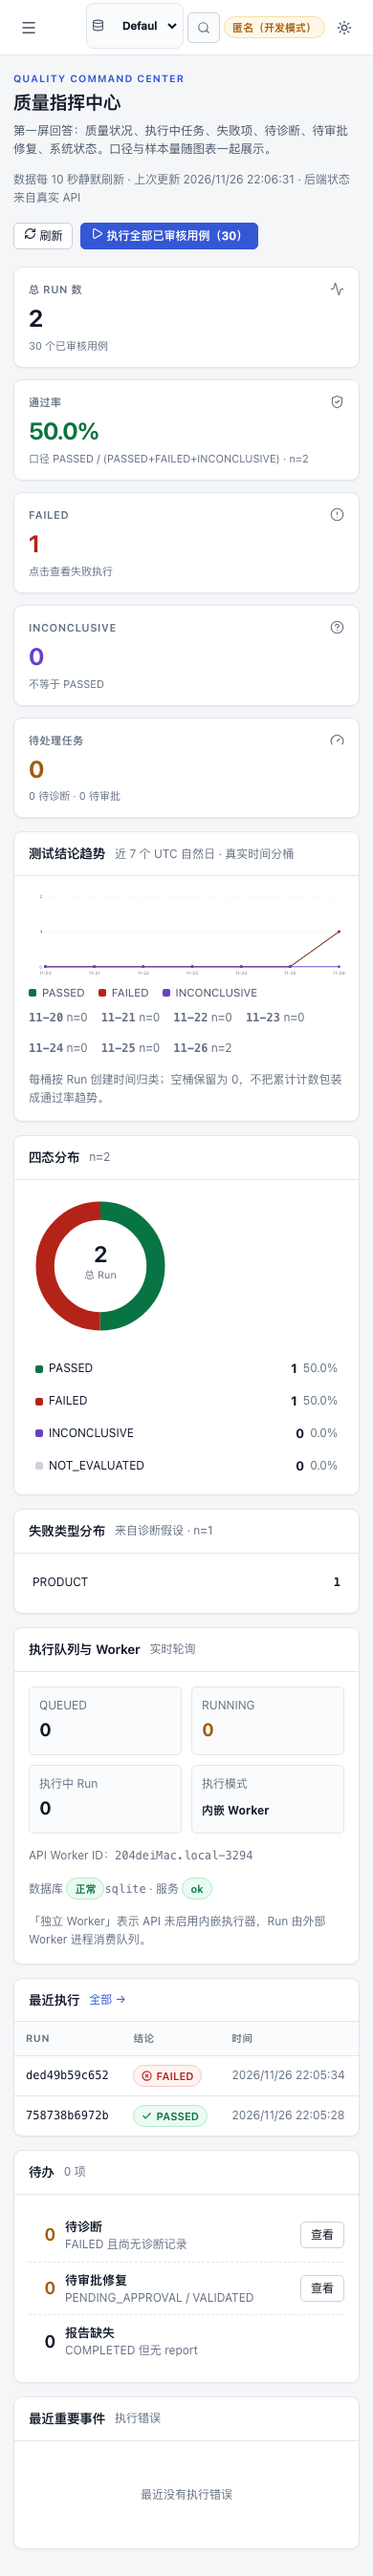 Defaul
匿名（开发模式）
QUALITY COMMAND CENTER
质量指挥中心
第一屏回答：质量状况、执行中任务、失败项、待诊断、待审批
修复、系统状态。口径与样本量随图表一起展示。
数据每 10 秒静默刷新 · 上次更新 2026/11/26 22:06:31 · 后端状态
来自真实 API
刷新
执行全部已审核用例（30）
总 RUN 数
2
30 个已审核用例
通过率
50.0%
口径 PASSED / (PASSED+FAILED+INCONCLUSIVE) · n=2
FAILED
1
点击查看失败执行
INCONCLUSIVE
0
不等于 PASSED
待处理任务
0
0 待诊断 · 0 待审批
测试结论趋势 近 7 个 UTC 自然日 · 真实时间分桶
2
1
0
11-20 11-21 11-22 11-23 11-24 11-25 11-26
PASSED FAILED INCONCLUSIVE
11-20 n=0 11-21 n=0 11-22 n=0 11-23 n=0
11-24 n=0 11-25 n=0 11-26 n=2
每桶按 Run 创建时间归类；空桶保留为 0，不把累计计数包装
成通过率趋势。
四态分布 n=2
2
总 Run
PASSED 1 50.0%
FAILED 1 50.0%
INCONCLUSIVE 0 0.0%
NOT_EVALUATED 0 0.0%
失败类型分布 来自诊断假设 · n=1
PRODUCT 1
执行队列与 Worker 实时轮询
QUEUED
0
RUNNING
0
执行中 Run
0
执行模式
内嵌 Worker
API Worker ID：204deiMac.local-3294
数据库 正常 sqlite · 服务 ok
「独立 Worker」表示 API 未启用内嵌执行器，Run 由外部
Worker 进程消费队列。
最近执行 全部 →
RUN 结论 时间
ded49b59c652 FAILED 2026/11/26 22:05:34
758738b6972b PASSED 2026/11/26 22:05:28
待办 0 项
0 待诊断 查看
FAILED 且尚无诊断记录
0 待审批修复 查看
PENDING_APPROVAL / VALIDATED
0 报告缺失
COMPLETED 但无 report
最近重要事件 执行错误
最近没有执行错误